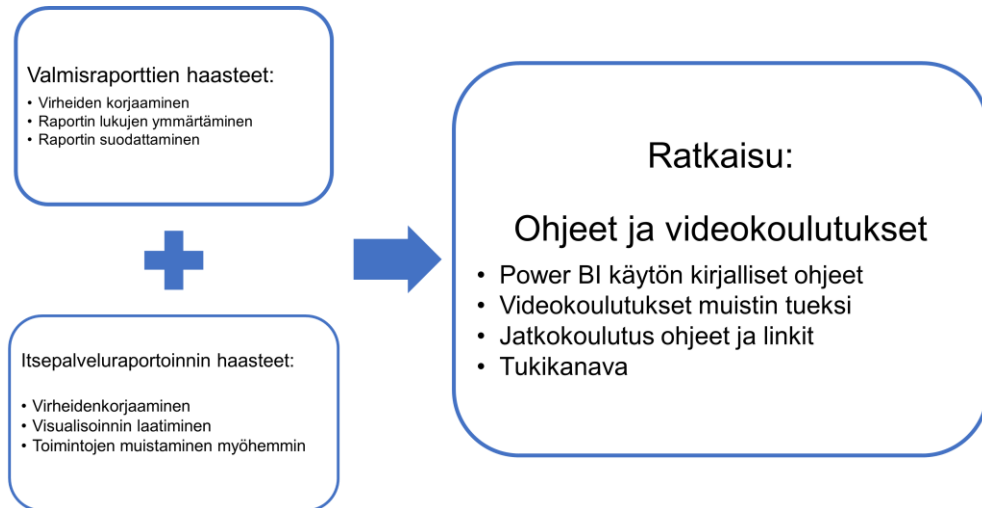 Valmisraporttien haasteet:
• Virheiden korjaaminen
• Raportin lukujen ymmärtäminen
• Raportin suodattaminen
Itsepalveluraportoinnin haasteet:
• Virheidenkorjaaminen
• Visualisoinnin laatiminen
• Toimintojen muistaminen myöhemmin
Ratkaisu:
Ohjeet ja videokoulutukset
• Power BI käytön kirjalliset ohjeet
• Videokoulutukset muistin tueksi
• Jatkokoulutus ohjeet ja linkit
• Tukikanava